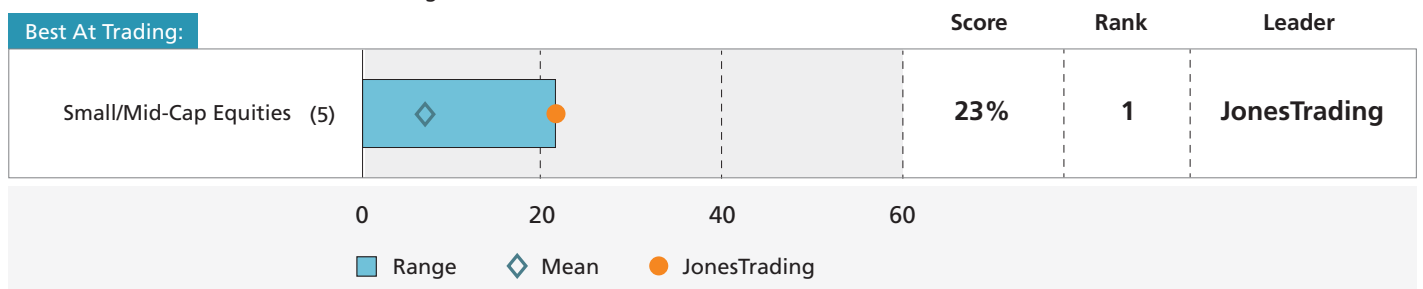 Best At Trading:
Score Rank Leader
Small/Mid-Cap Equities (5)
23% 1 JonesTrading
0 20 40 60
Range Mean JonesTrading